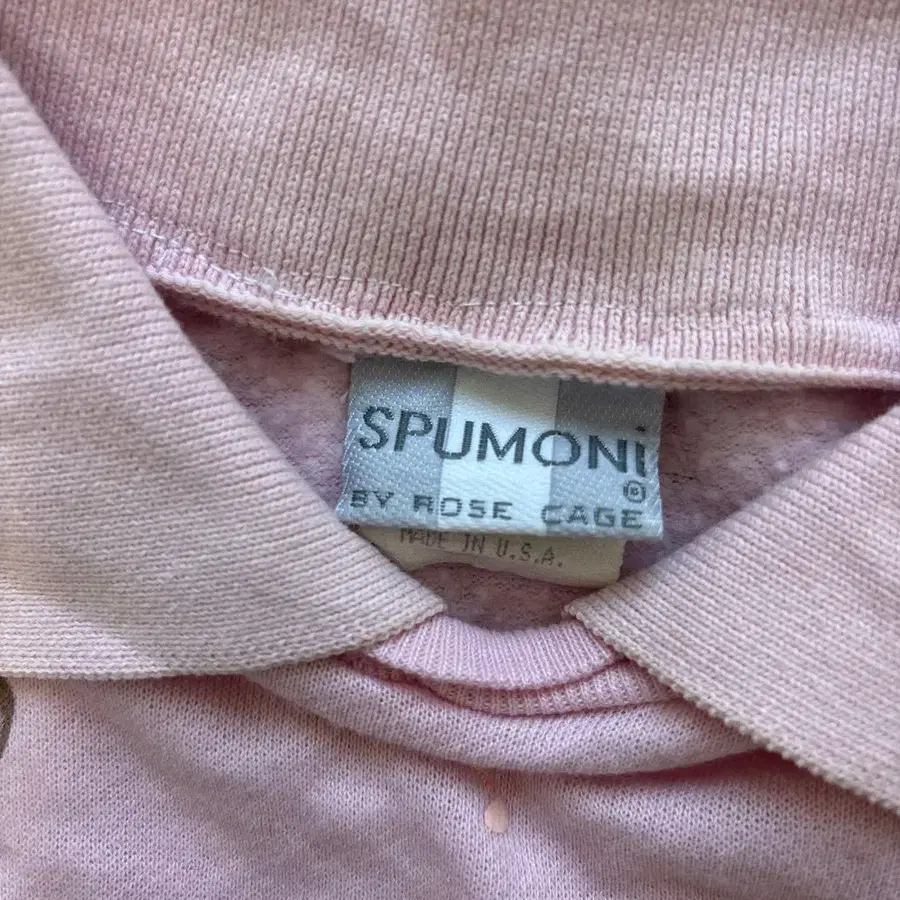 SPUMONi
®
BY ROSE CAGE
MADE IN U.S.A.